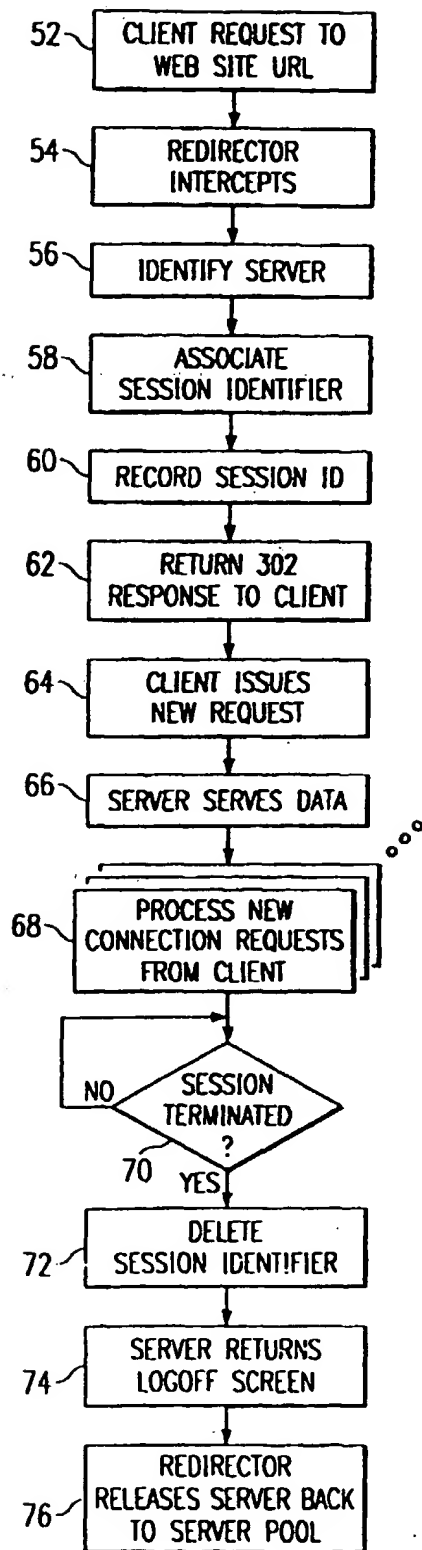 52
CLIENT REQUEST TO
WEB SITE URL
54
REDIRECTOR
INTERCEPTS
56
IDENTIFY SERVER
58
ASSOCIATE
SESSION IDENTIFIER
60
RECORD SESSION ID
62
RETURN 302
RESPONSE TO CLIENT
64
CLIENT ISSUES
NEW REQUEST
66
SERVER SERVES DATA
68
PROCESS NEW
CONNECTION REQUESTS
FROM CLIENT
NO
SESSION
TERMINATED
?
70
YES
72
DELETE
SESSION IDENTIFIER
74
SERVER RETURNS
LOGOFF SCREEN
76
REDIRECTOR
RELEASES SERVER BACK
TO SERVER POOL